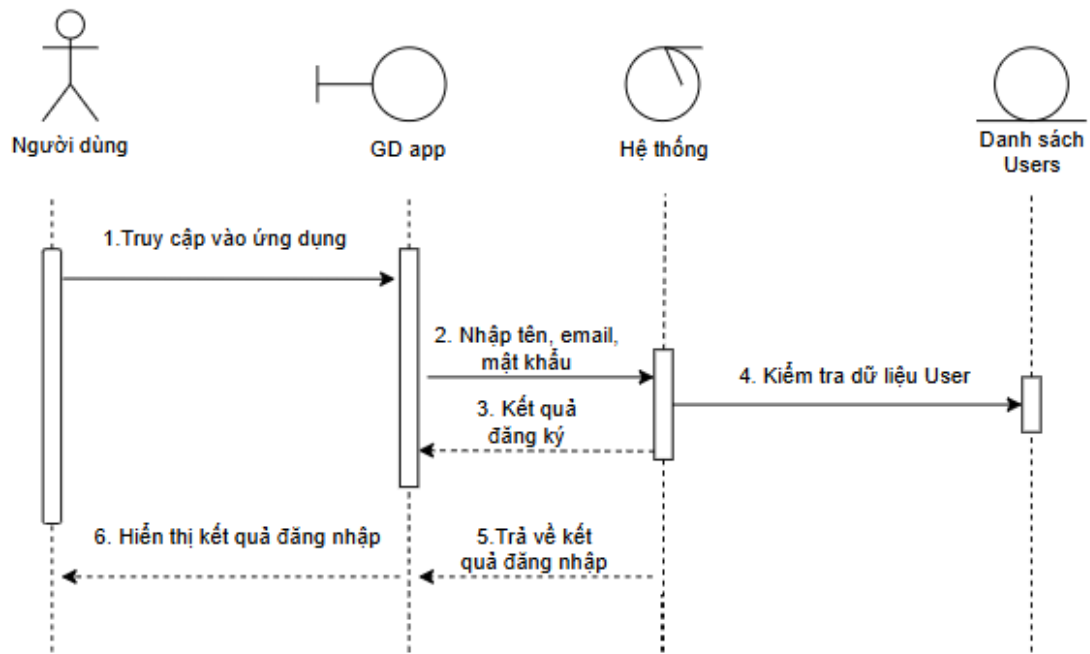 Người dùng
GD app
Hệ thống
Danh sách
Users
1.Truy cập vào ứng dụng
2. Nhập tên, email,
mật khẩu
4. Kiểm tra dữ liệu User
3. Kết quả
đăng ký
6. Hiển thị kết quả đăng nhập
5.Trả về kết
quả đăng nhập